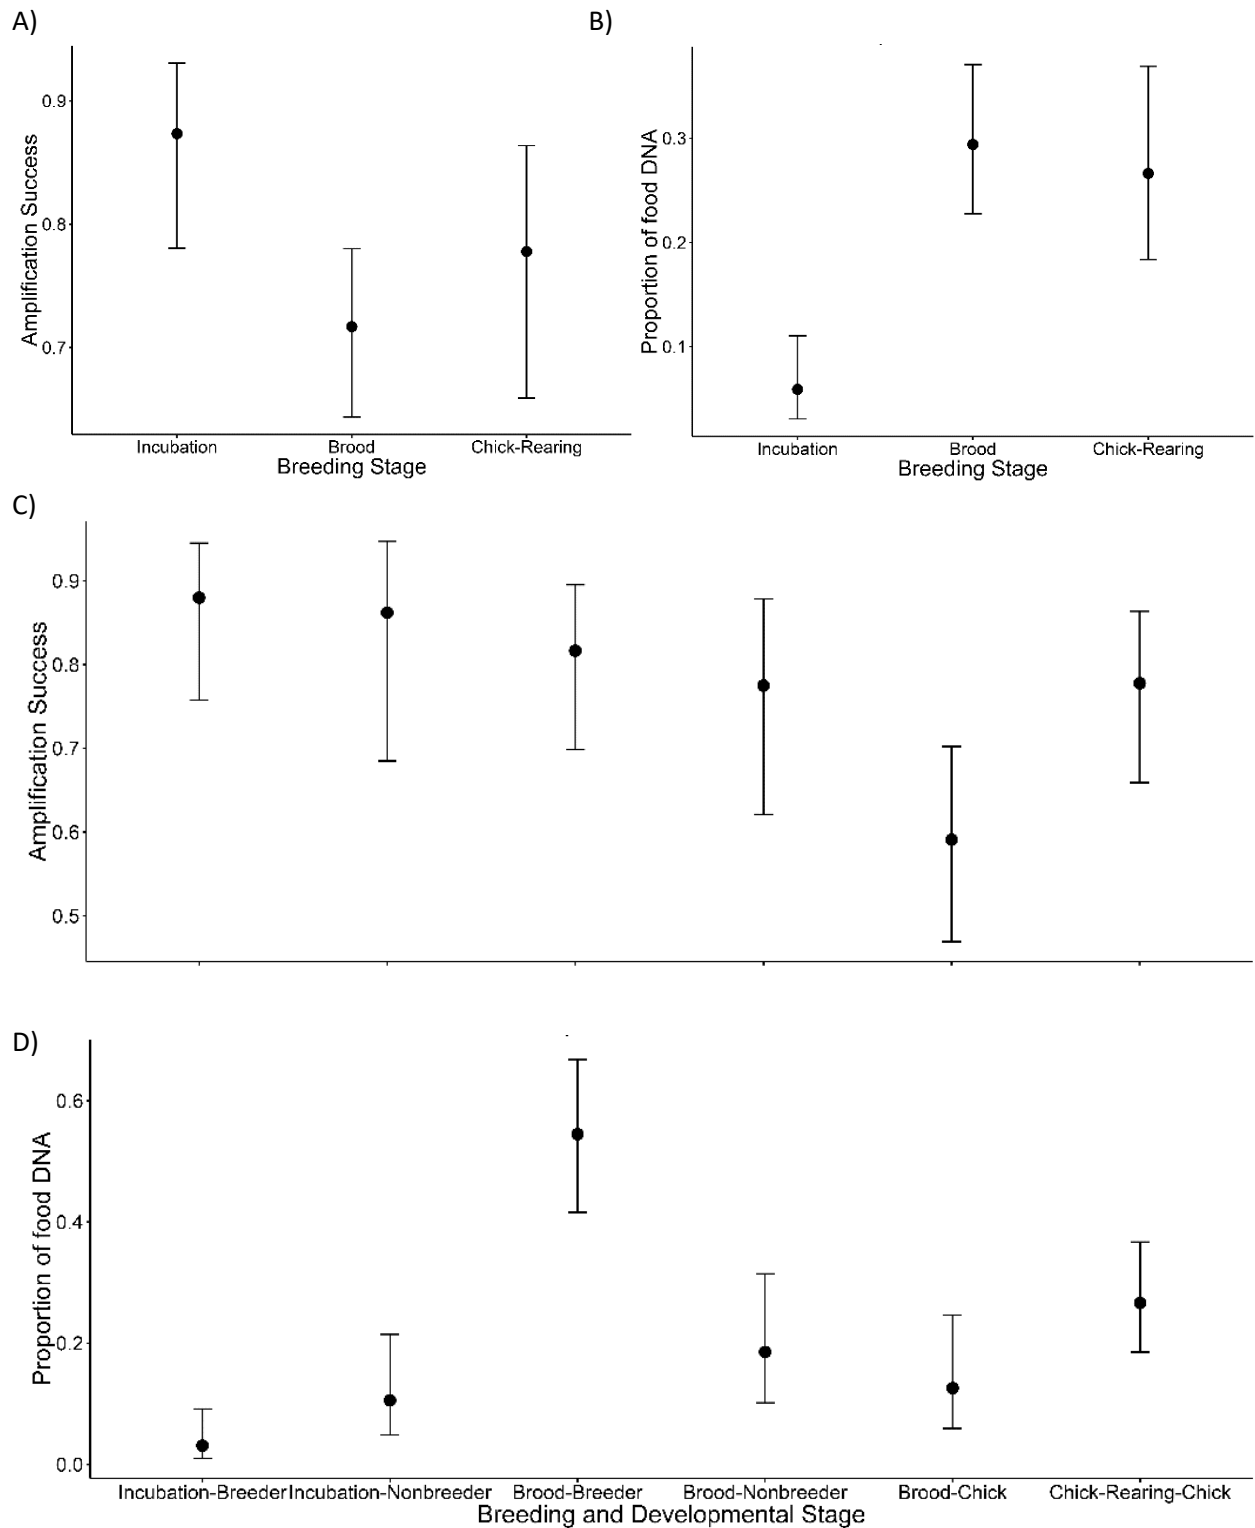 A)
Amplification Success
0.9
0.8
0.7
Incubation Brood Chick-Rearing
Breeding Stage
B)
Proportion of food DNA
0.3
0.2
0.1
Incubation Brood Chick-Rearing
Breeding Stage
C)
Amplification Success
0.9
0.8
0.7
0.6
0.5
D)
Proportion of food DNA
0.6
0.4
0.2
0.0
Incubation-Breeder Incubation-Nonbreeder Brood-Breeder Brood-Nonbreeder Brood-Chick Chick-Rearing-Chick
Breeding and Developmental Stage